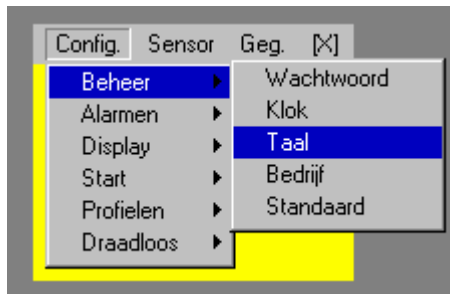 Config. Sensor Geg. [X]
Beheer
Alarmen
Display
Start
Profielen
Draadloos
Wachtwoord
Klok
Taal
Bedrijf
Standaard